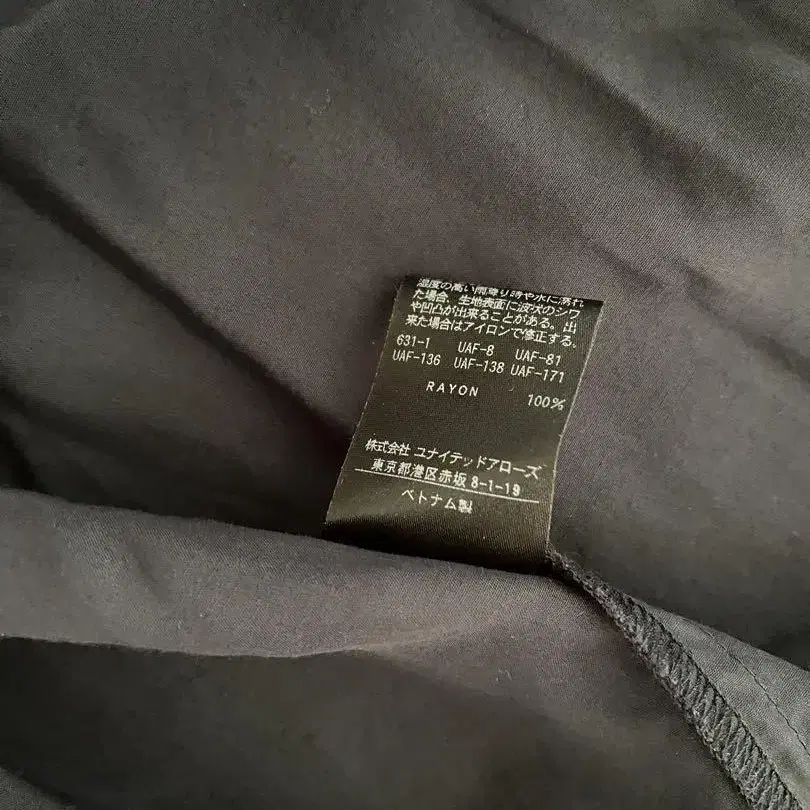 湿度の高い雨降り時や水に濡れ
た場合、生地表面に波状のシワ
や凹凸が出来ることがある。出
来た場合はアイロンで修正する。
631-1 UAF-8 UAF-81
UAF-136 UAF-138 UAF-171
RAYON 100%
株式会社 ユナイテッドアローズ
東京都港区赤坂 8-1-19
ベトナム製